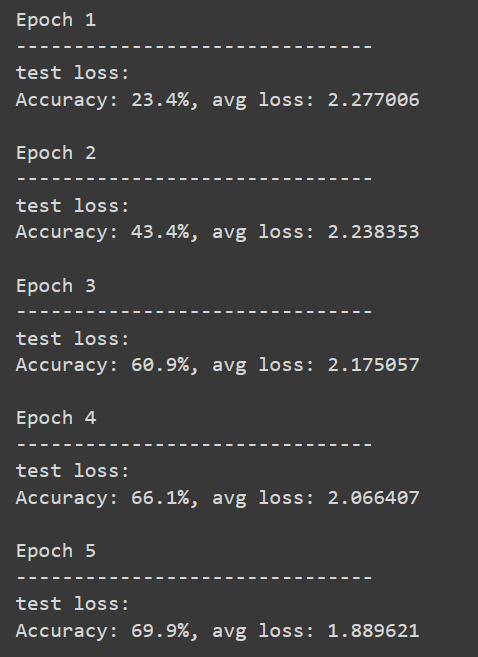 Epoch 1
-------------------------------
test loss:
Accuracy: 23.4%, avg loss: 2.277006
Epoch 2
-------------------------------
test loss:
Accuracy: 43.4%, avg loss: 2.238353
Epoch 3
-------------------------------
test loss:
Accuracy: 60.9%, avg loss: 2.175057
Epoch 4
-------------------------------
test loss:
Accuracy: 66.1%, avg loss: 2.066407
Epoch 5
-------------------------------
test loss:
Accuracy: 69.9%, avg loss: 1.889621